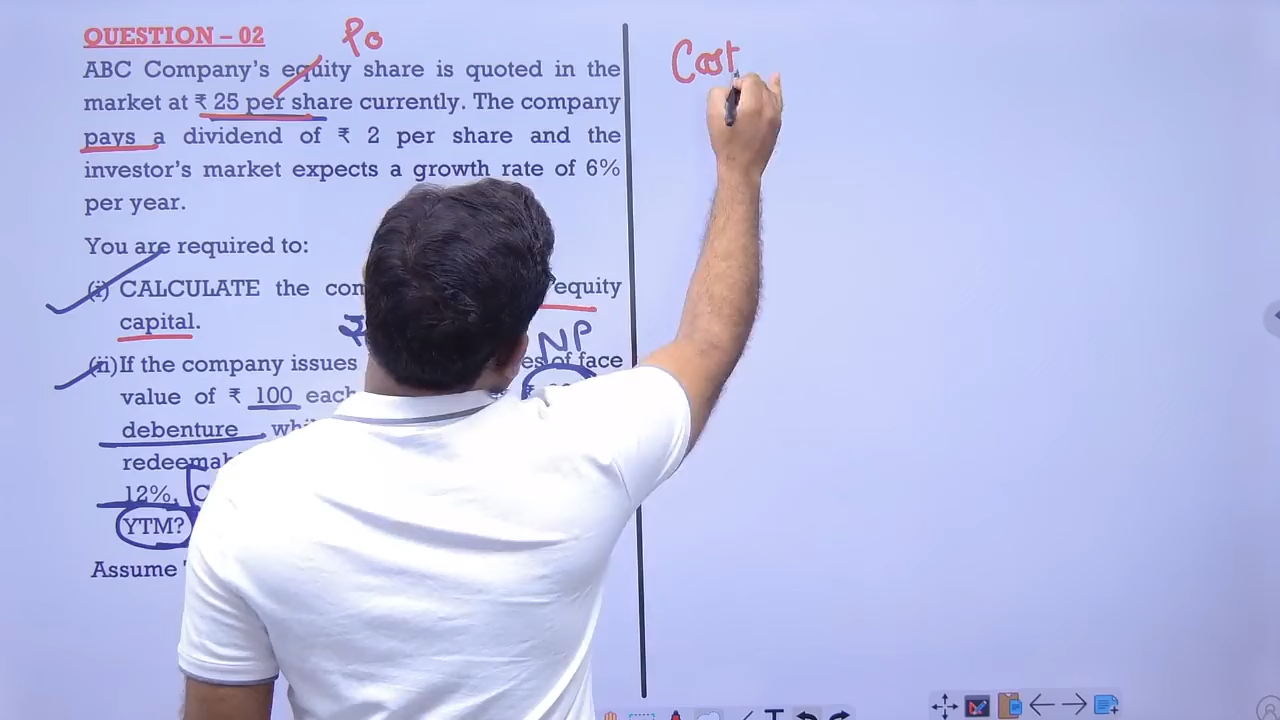 QUESTION – 02
Po
Cost
ABC Company's equity share is quoted in the
market at ₹ 25 per share currently. The company
pays a dividend of ₹ 2 per share and the
investor's market expects a growth rate of 6%
per year.
You are required to:
(i) CALCULATE the equity
capital.
NP
(ii)If the company issues of face
value of ₹ 100 each
debenture
12%,
YTM?
Assume